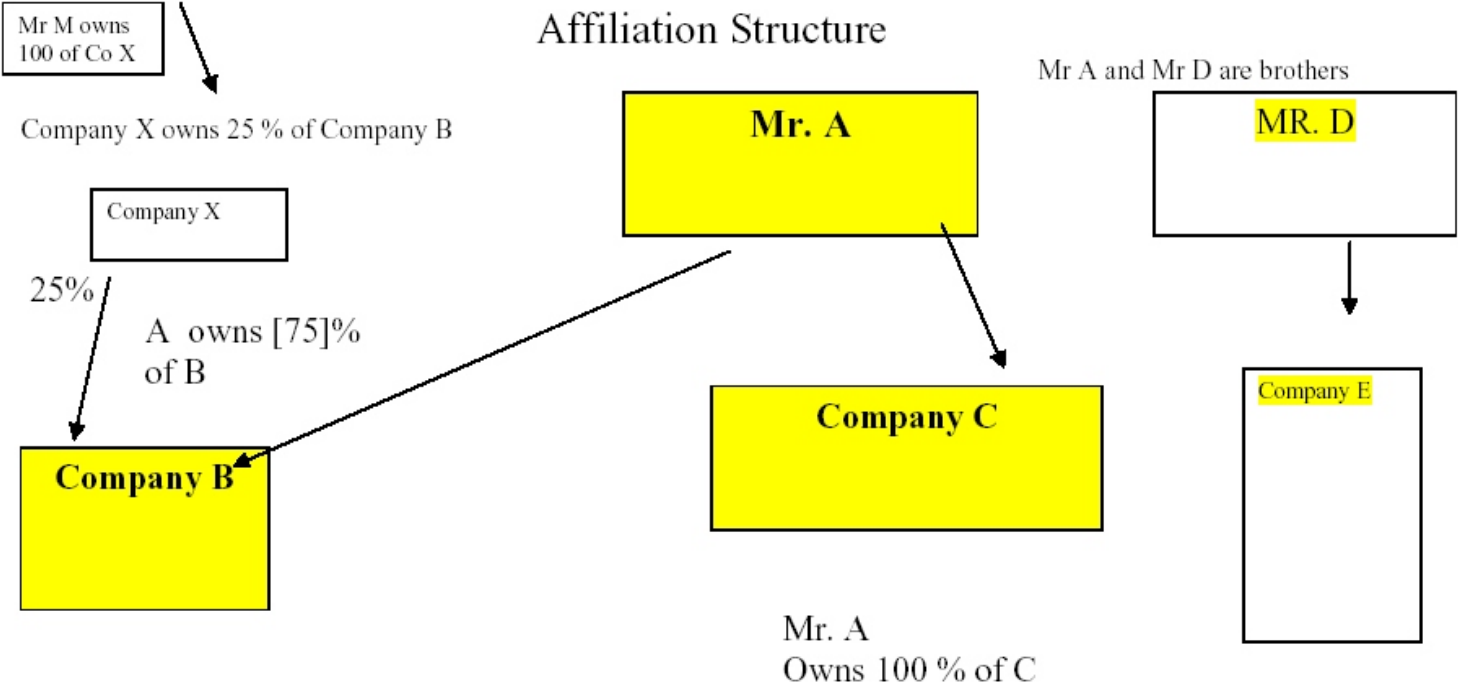 Mr M owns
100 of Co X
Affiliation Structure
Mr A and Mr D are brothers
Company X owns 25 % of Company B
Mr. A
MR. D
Company X
25%
A owns [75]%
of B
Company E
Company C
Company B
Mr. A
Owns 100 % of C